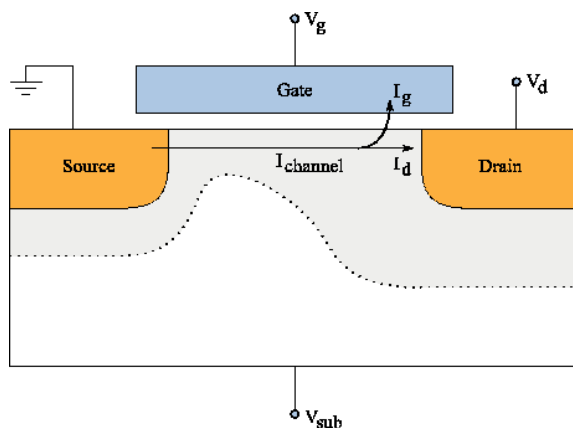 Vg
Gate
Ig
Vd
Source
Ichannel
Id
Drain
Vsub